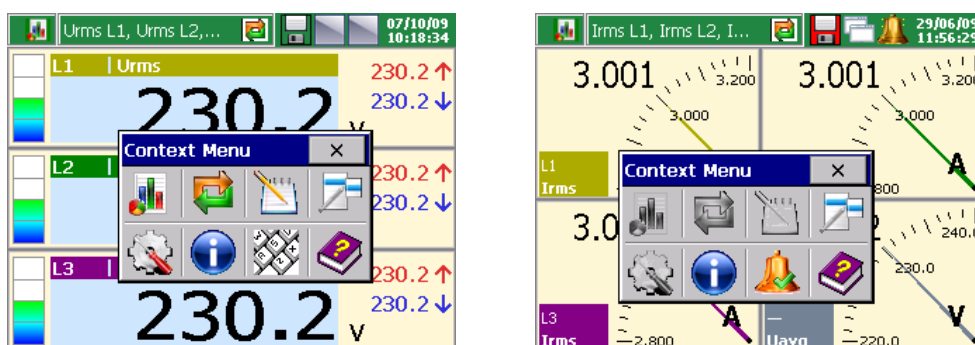 Urms L1, Urms L2,...
07/10/09
10:18:34
L1 | Urms
230.2
230.2
230.2
V
L2
230.2
230.2
L3
230.2
230.2
230.2
V
Context Menu
Irms L1, Irms L2, I...
29/06/09
11:56:29
3.001
3.200
3.000
L1
Irms
3.001
3.200
3.000
800
A
3.0
L3
Irms
2.800
A
240.0
230.0
Uavg
220.0
V
Context Menu